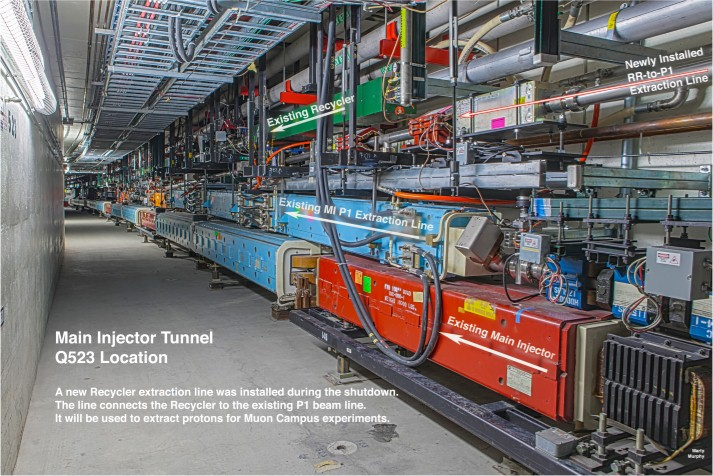 Newly Installed
RR-to-P1
Extraction Line
Existing Recycler
Existing MI P1 Extraction Line
Existing Main Injector
Main Injector Tunnel
Q523 Location
A new Recycler extraction line was installed during the shutdown.
The line connects the Recycler to the existing P1 beam line.
It will be used to extract protons for Muon Campus experiments.
Marty
Murphy